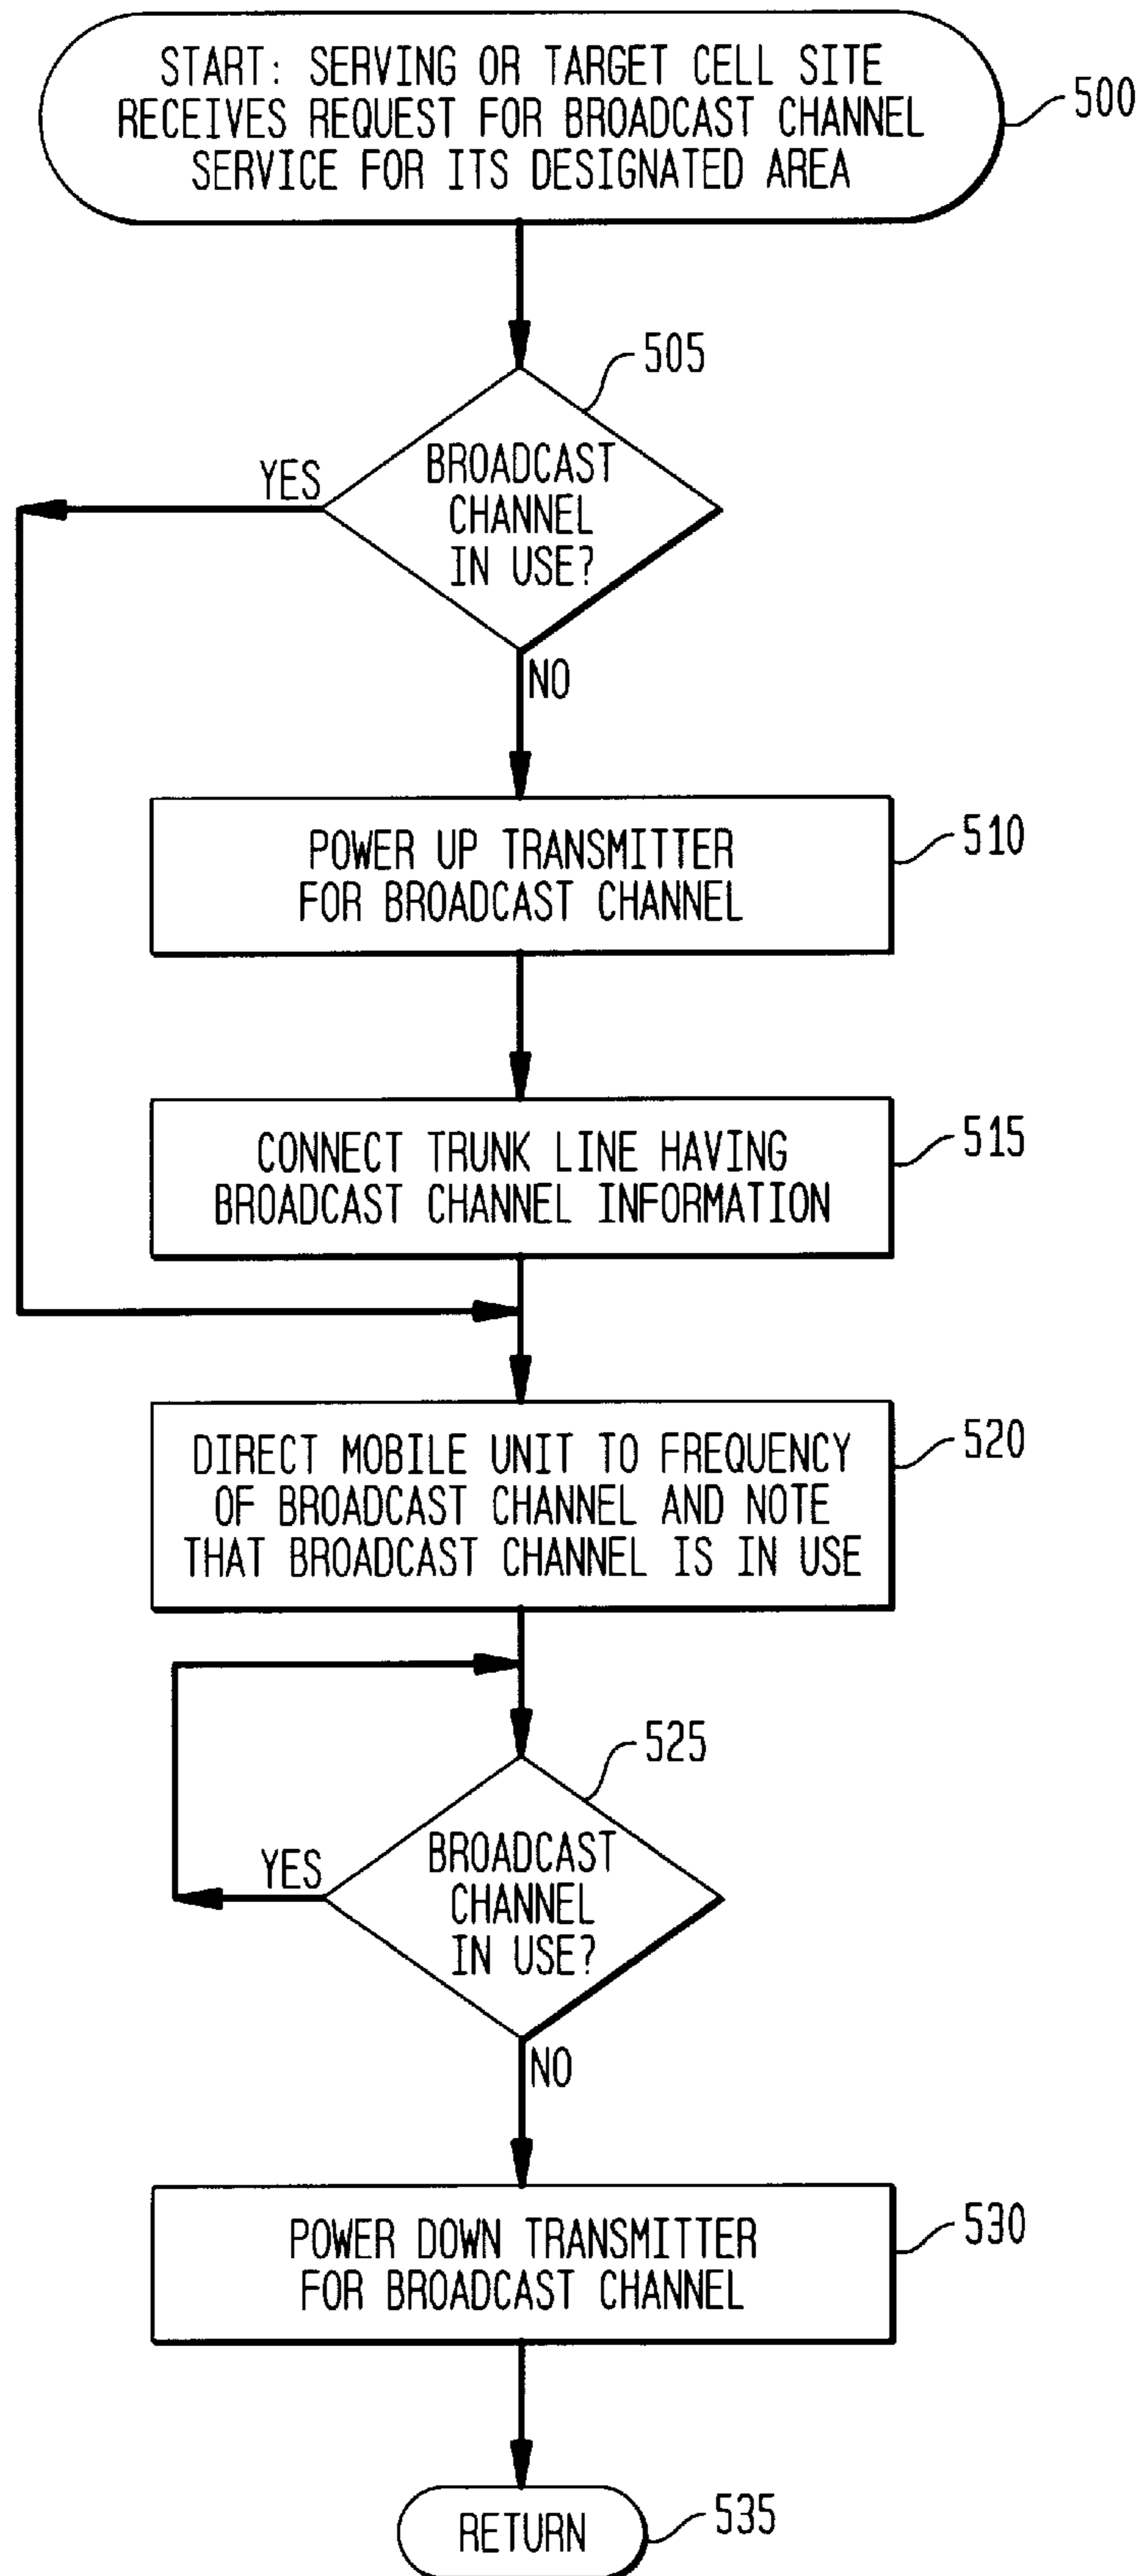 START: SERVING OR TARGET CELL SITE
RECEIVES REQUEST FOR BROADCAST CHANNEL
SERVICE FOR ITS DESIGNATED AREA
500
505
BROADCAST
CHANNEL
IN USE?
YES
NO
POWER UP TRANSMITTER
FOR BROADCAST CHANNEL
510
CONNECT TRUNK LINE HAVING
BROADCAST CHANNEL INFORMATION
515
DIRECT MOBILE UNIT TO FREQUENCY
OF BROADCAST CHANNEL AND NOTE
THAT BROADCAST CHANNEL IS IN USE
520
525
BROADCAST
CHANNEL
IN USE?
YES
NO
POWER DOWN TRANSMITTER
FOR BROADCAST CHANNEL
530
RETURN
535